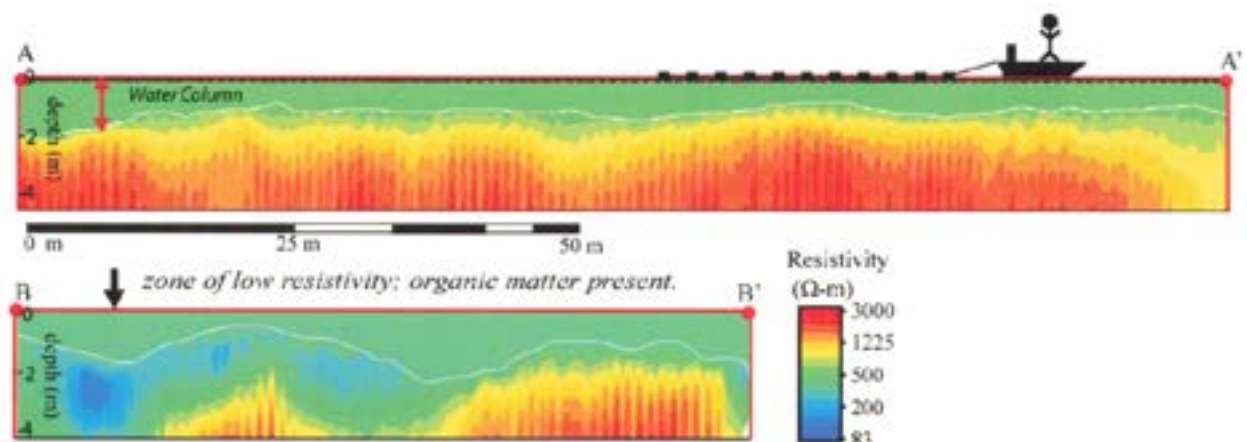 A
A'
0
Water Column
-2
depth (m)
-4
0 m 25 m 50 m
zone of low resistivity; organic matter present.
B
B'
0
depth (m)
-2
-4
Resistivity
(Ω-m)
3000
1225
500
200
83